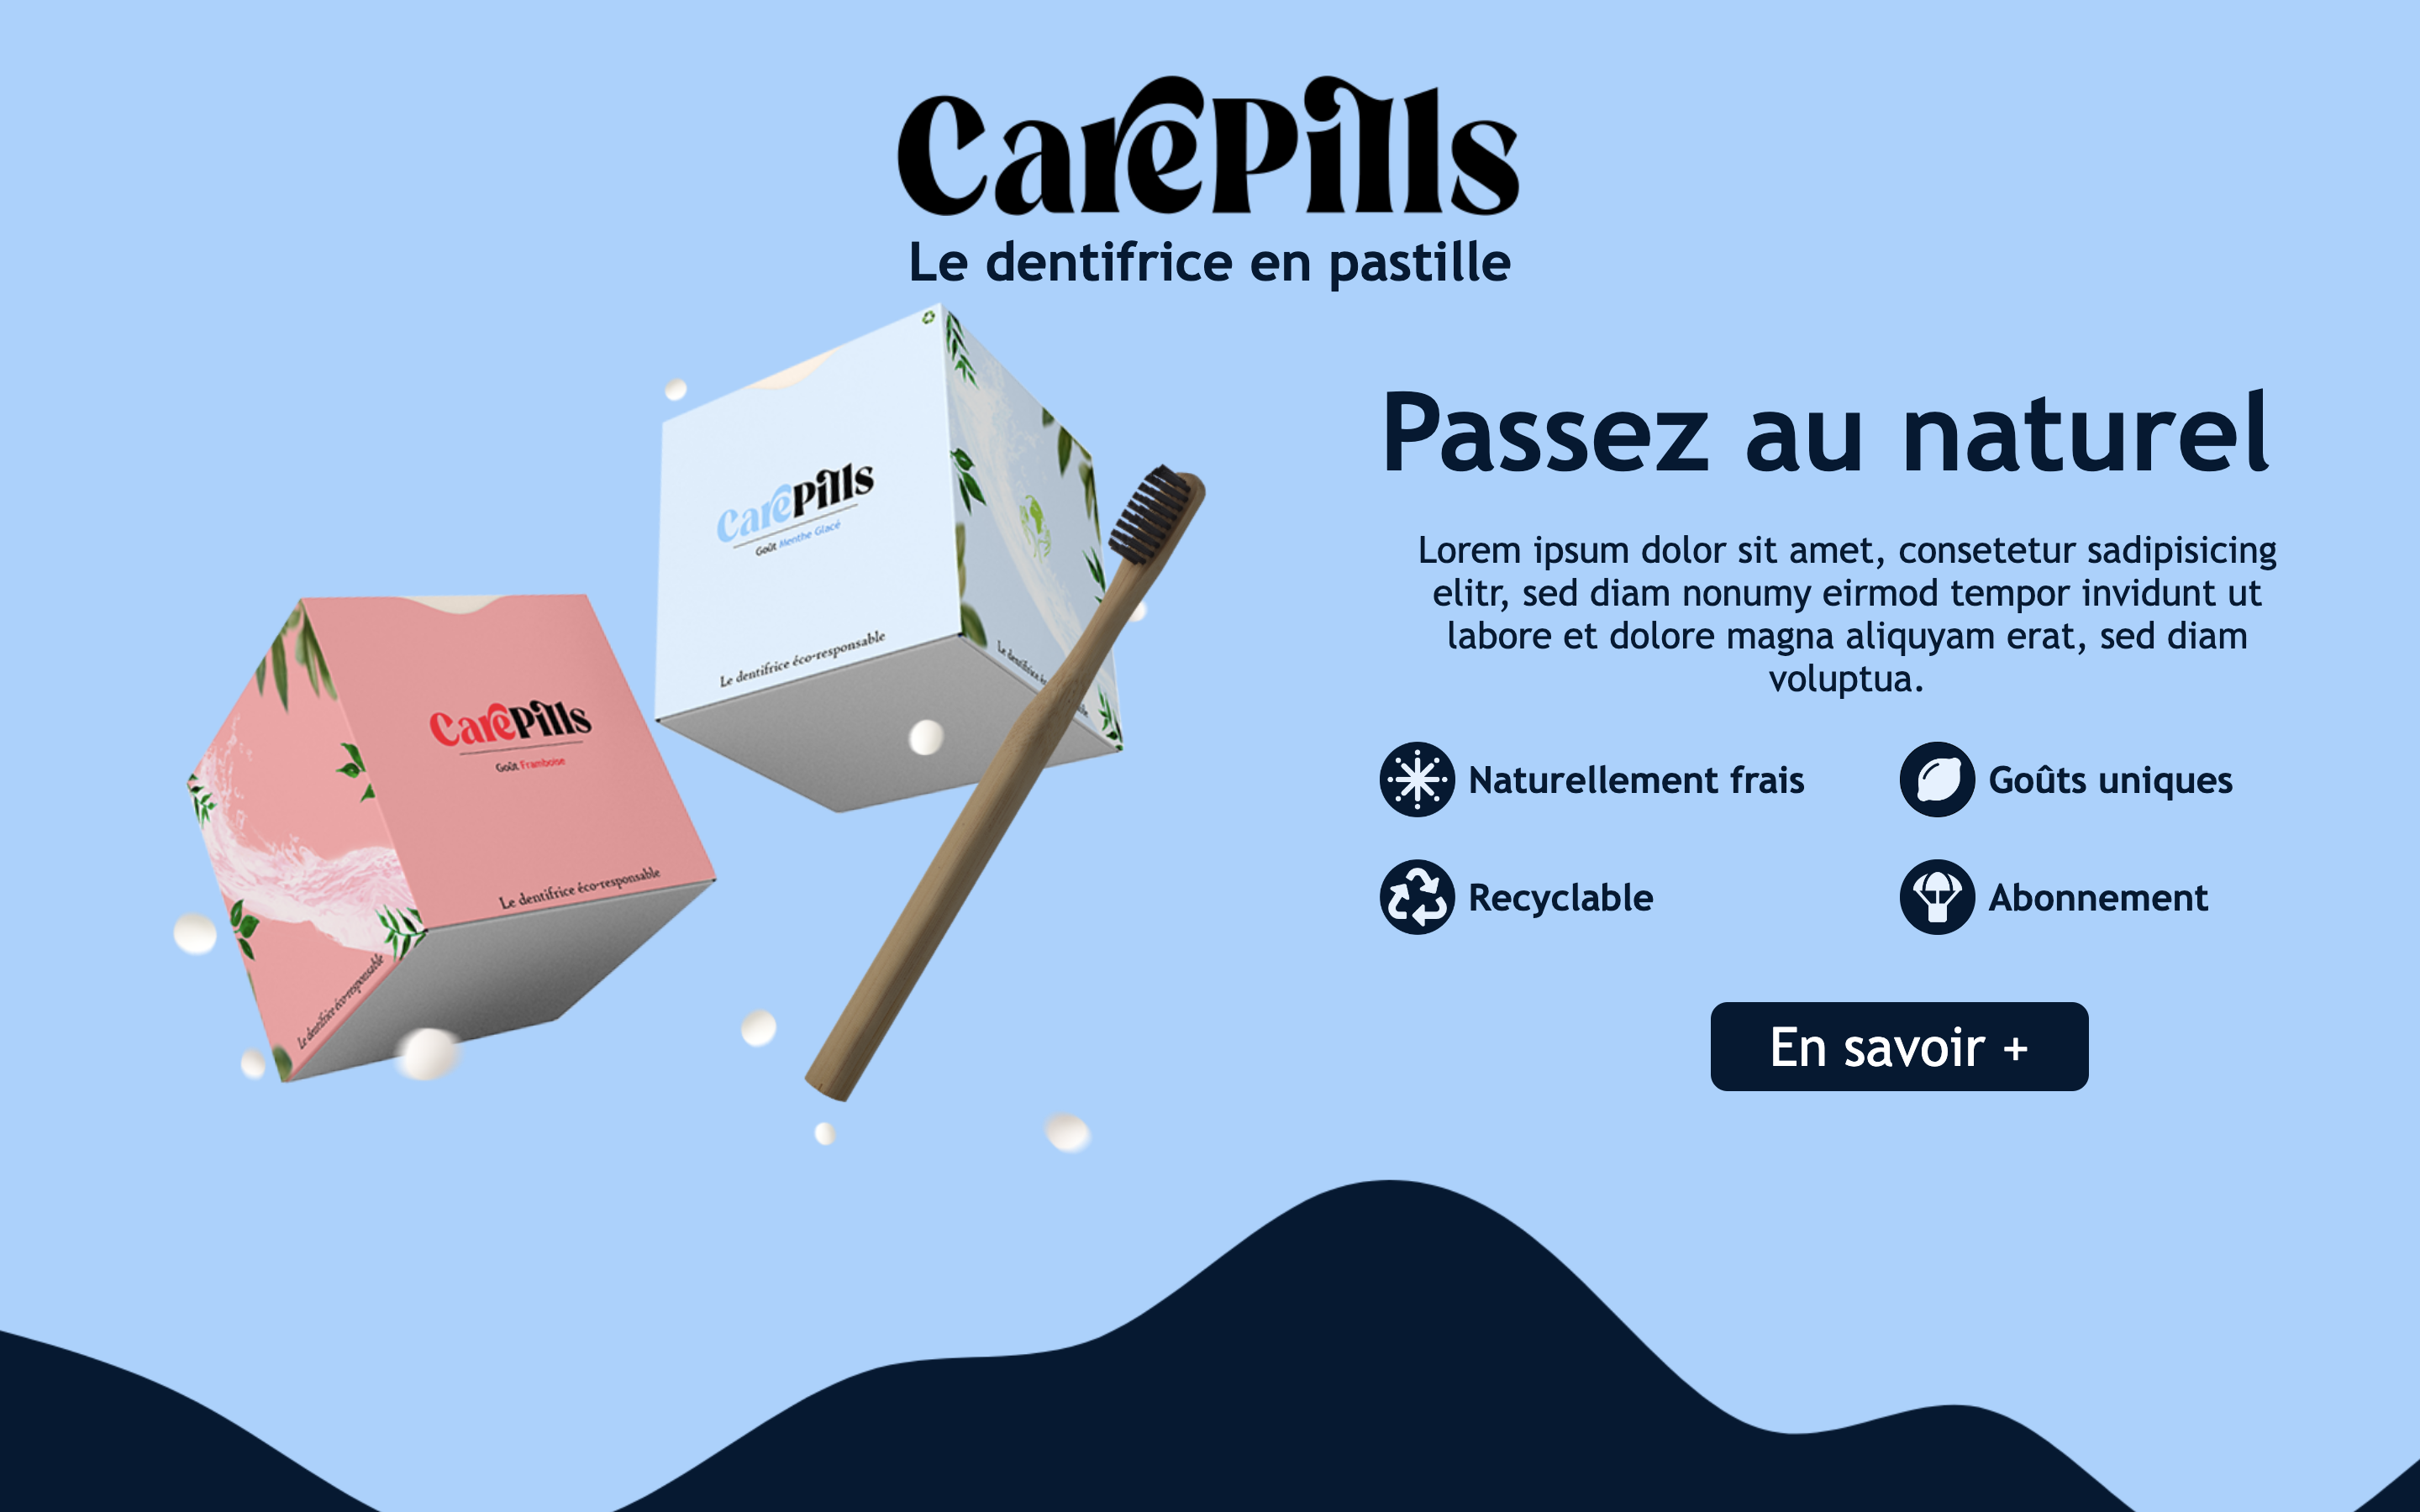 CarePills
Le dentifrice en pastille
CarePills
Goût Menthe Glacé
Le dentifrice éco-responsable
CarePills
Goût Framboise
Le dentifrice éco-responsable
Le dentifrice éco-responsable
Passez au naturel
Lorem ipsum dolor sit amet, consetetur sadipisicing
elitr, sed diam nonumy eirmod tempor invidunt ut
labore et dolore magna aliquyam erat, sed diam
voluptua.
Naturellement frais
Goûts uniques
Recyclable
Abonnement
En savoir +